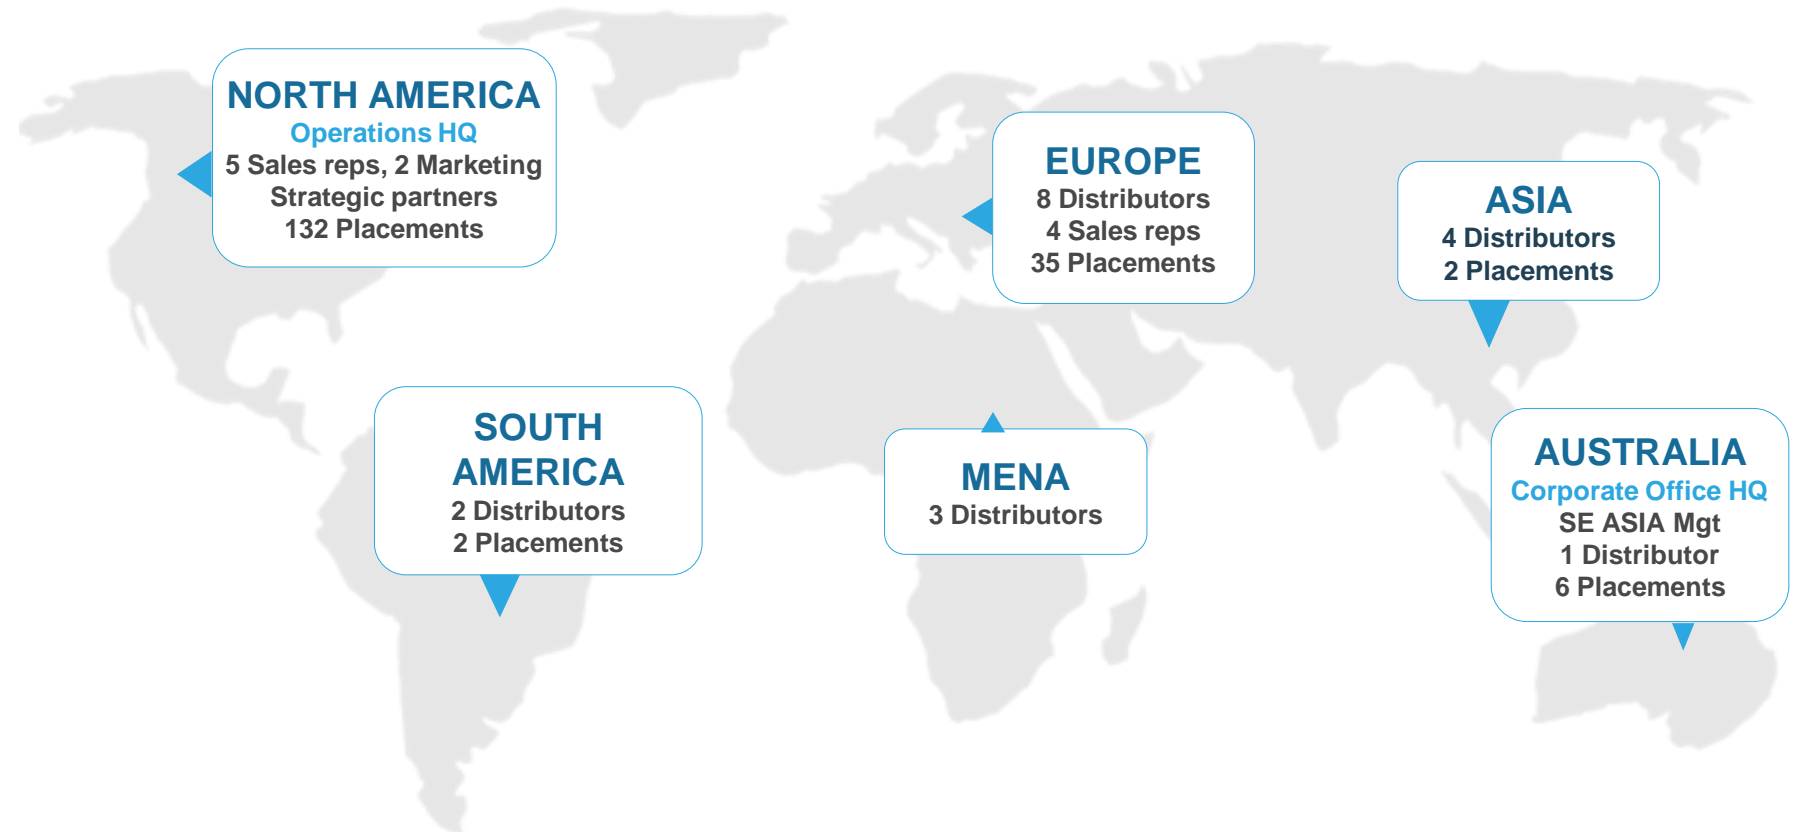 NORTH AMERICA
Operations HQ
5 Sales reps, 2 Marketing
Strategic partners
132 Placements
EUROPE
8 Distributors
4 Sales reps
35 Placements
ASIA
4 Distributors
2 Placements
SOUTH
AMERICA
2 Distributors
2 Placements
MENA
3 Distributors
AUSTRALIA
Corporate Office HQ
SE ASIA Mgt
1 Distributor
6 Placements